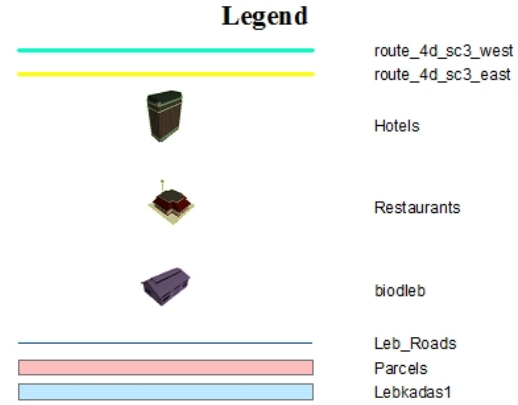 Legend
route_4d_sc3_west
route_4d_sc3_east
Hotels
Restaurants
biodleb
Leb_Roads
Parcels
Lebkadas1